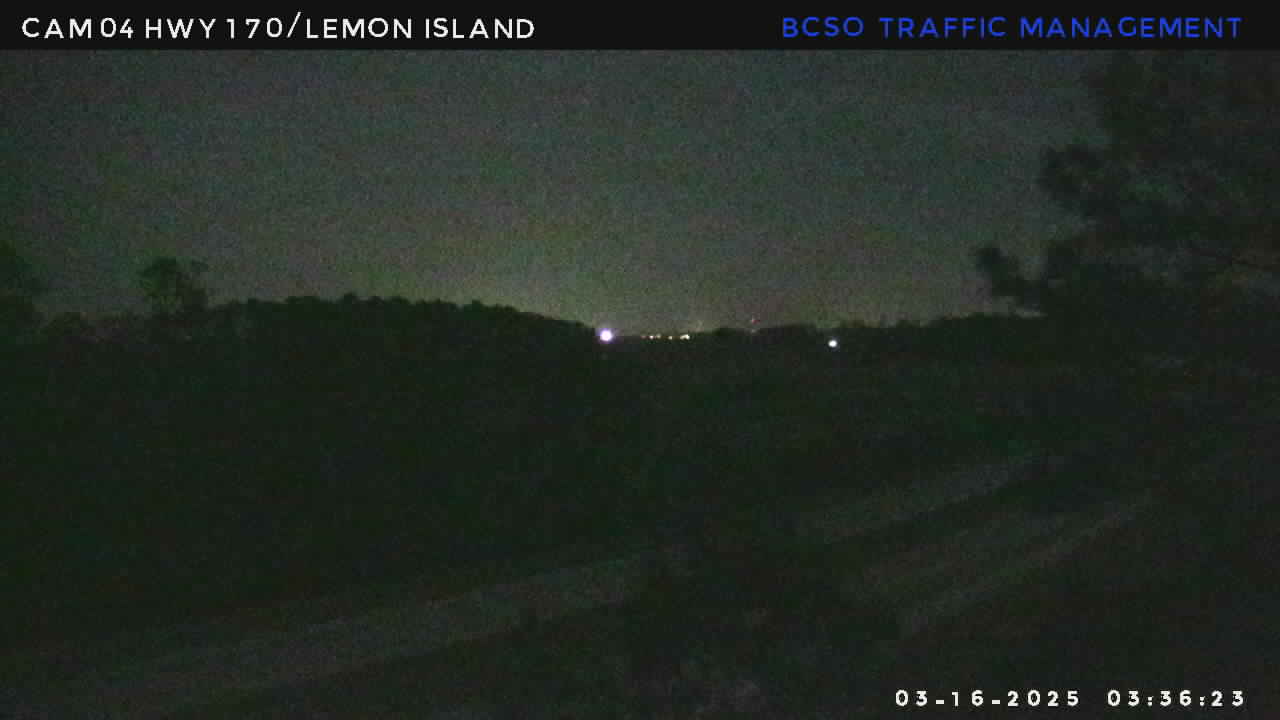 CAM04 HWY 170/LEMON ISLAND
BCSO TRAFFIC MANAGEMENT
03-16-2025 03:36:23